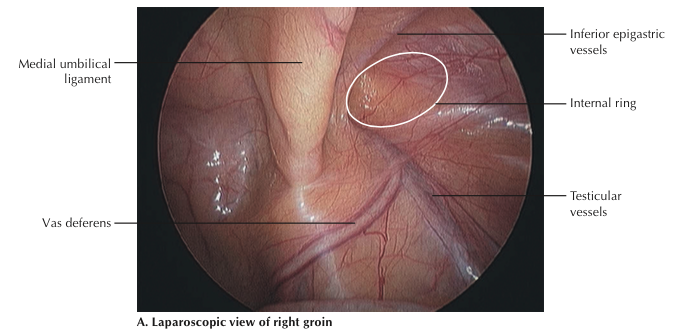 Inferior epigastric
vessels
Medial umbilical
ligament
Internal ring
Testicular
vessels
Vas deferens
A. Laparoscopic view of right groin